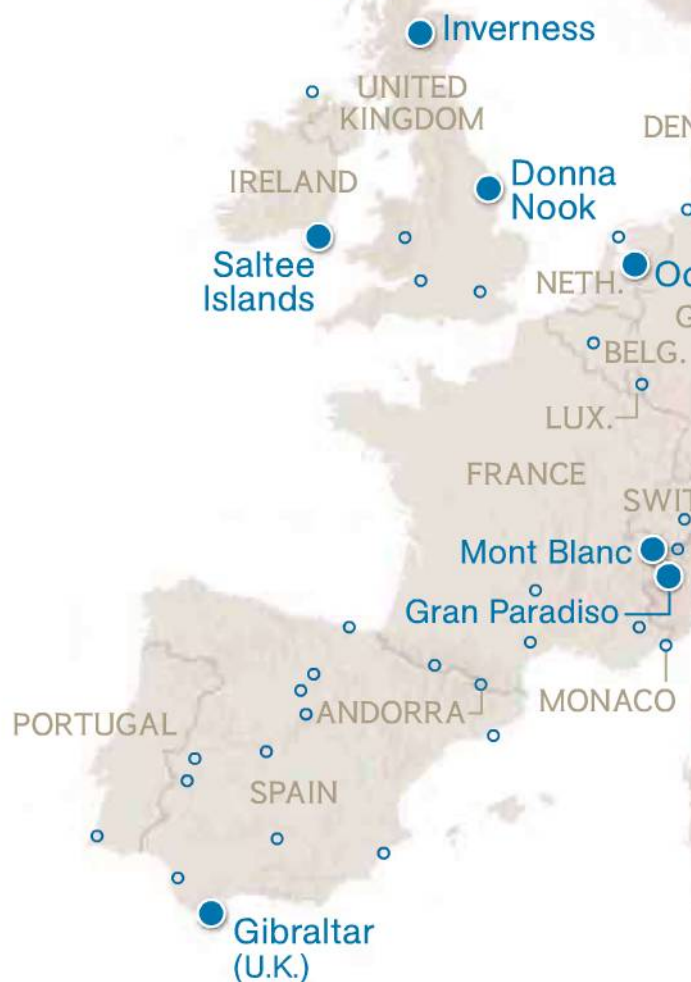 Inverness
UNITED
KINGDOM
IRELAND
Donna
Nook
Saltee
Islands
NETH.
BELG.
LUX.
FRANCE
Mont Blanc
Gran Paradiso
MONACO
ANDORRA
PORTUGAL
SPAIN
Gibraltar
(U.K.)